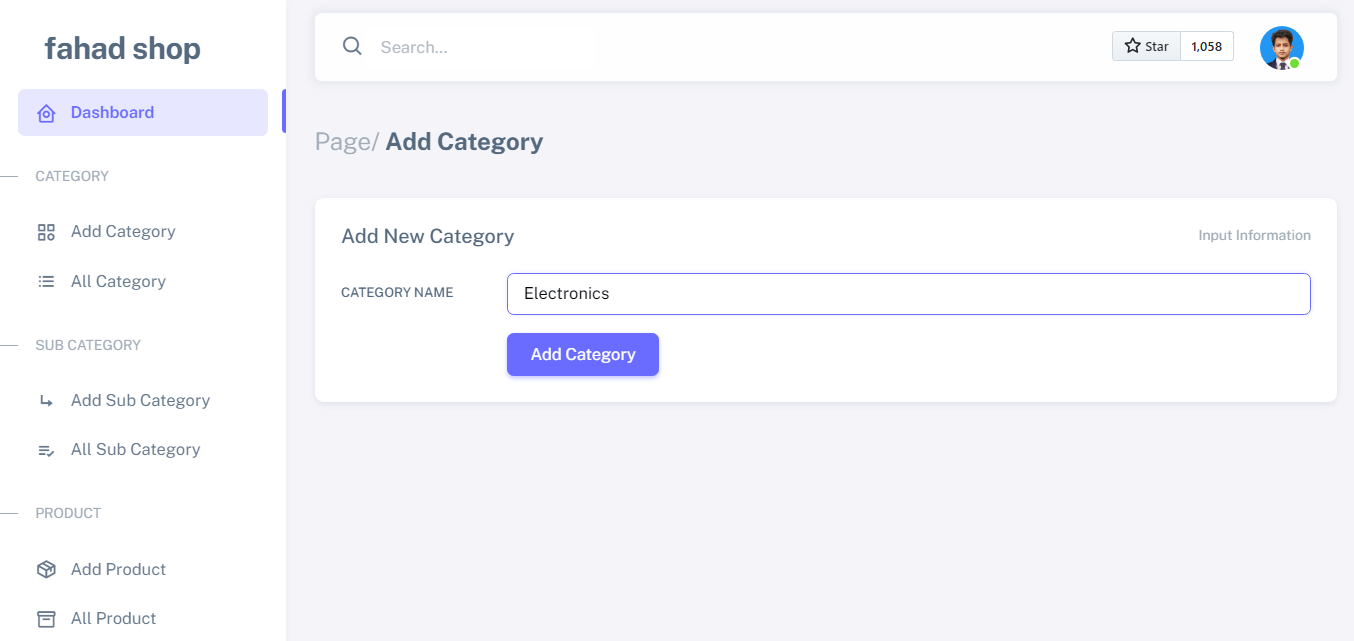 fahad shop
Dashboard
CATEGORY
Add Category
All Category
SUB CATEGORY
Add Sub Category
All Sub Category
PRODUCT
Add Product
All Product
Search...
Star 1,058
Page/ Add Category
Add New Category
Input Information
CATEGORY NAME
Electronics
Add Category